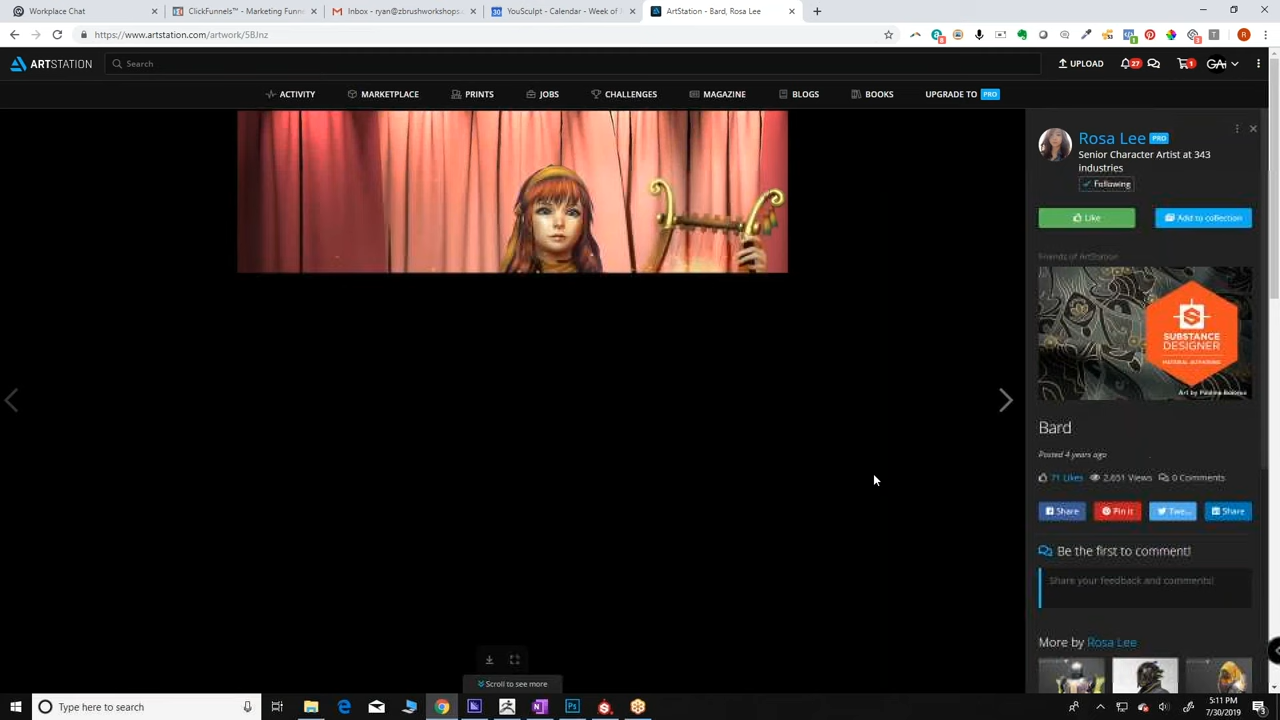 Workplace Chat
ClickFunnels™ - Marketing Funn
Inbox - ryan@zbrushworkshops.
YouSculpt - Calendar - Week of
ArtStation - Bard, Rosa Lee
https://www.artstation.com/artwork/5BJnz
ARTSTATION
Search
UPLOAD
27
1
ACTIVITY
MARKETPLACE
PRINTS
JOBS
CHALLENGES
MAGAZINE
BLOGS
BOOKS
UPGRADE TO PRO
Rosa Lee PRO
Senior Character Artist at 343
industries
Following
Like
Add to collection
Friends of ArtStation
SUBSTANCE
DESIGNER
Bard
Posted 4 years ago
71 Likes
2,651 Views
0 Comments
Share
Pin it
Twe...
Share
Be the first to comment!
Share your feedback and comments!
More by Rosa Lee
Scroll to see more
Type here to search
5:11 PM
7/30/2019